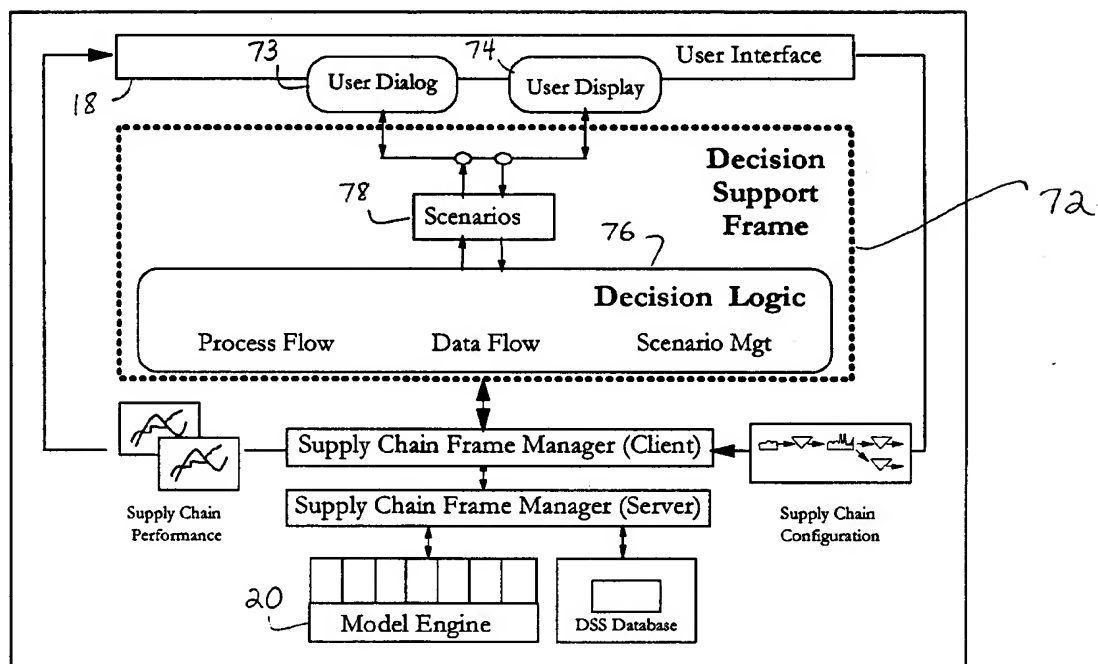 73
74
User Interface
User Dialog
User Display
18
Decision
Support
Frame
72
78
Scenarios
76
Decision Logic
Process Flow
Data Flow
Scenario Mgt
Supply Chain Frame Manager (Client)
Supply Chain Frame Manager (Server)
Supply Chain
Performance
Supply Chain
Configuration
20
Model Engine
DSS Database